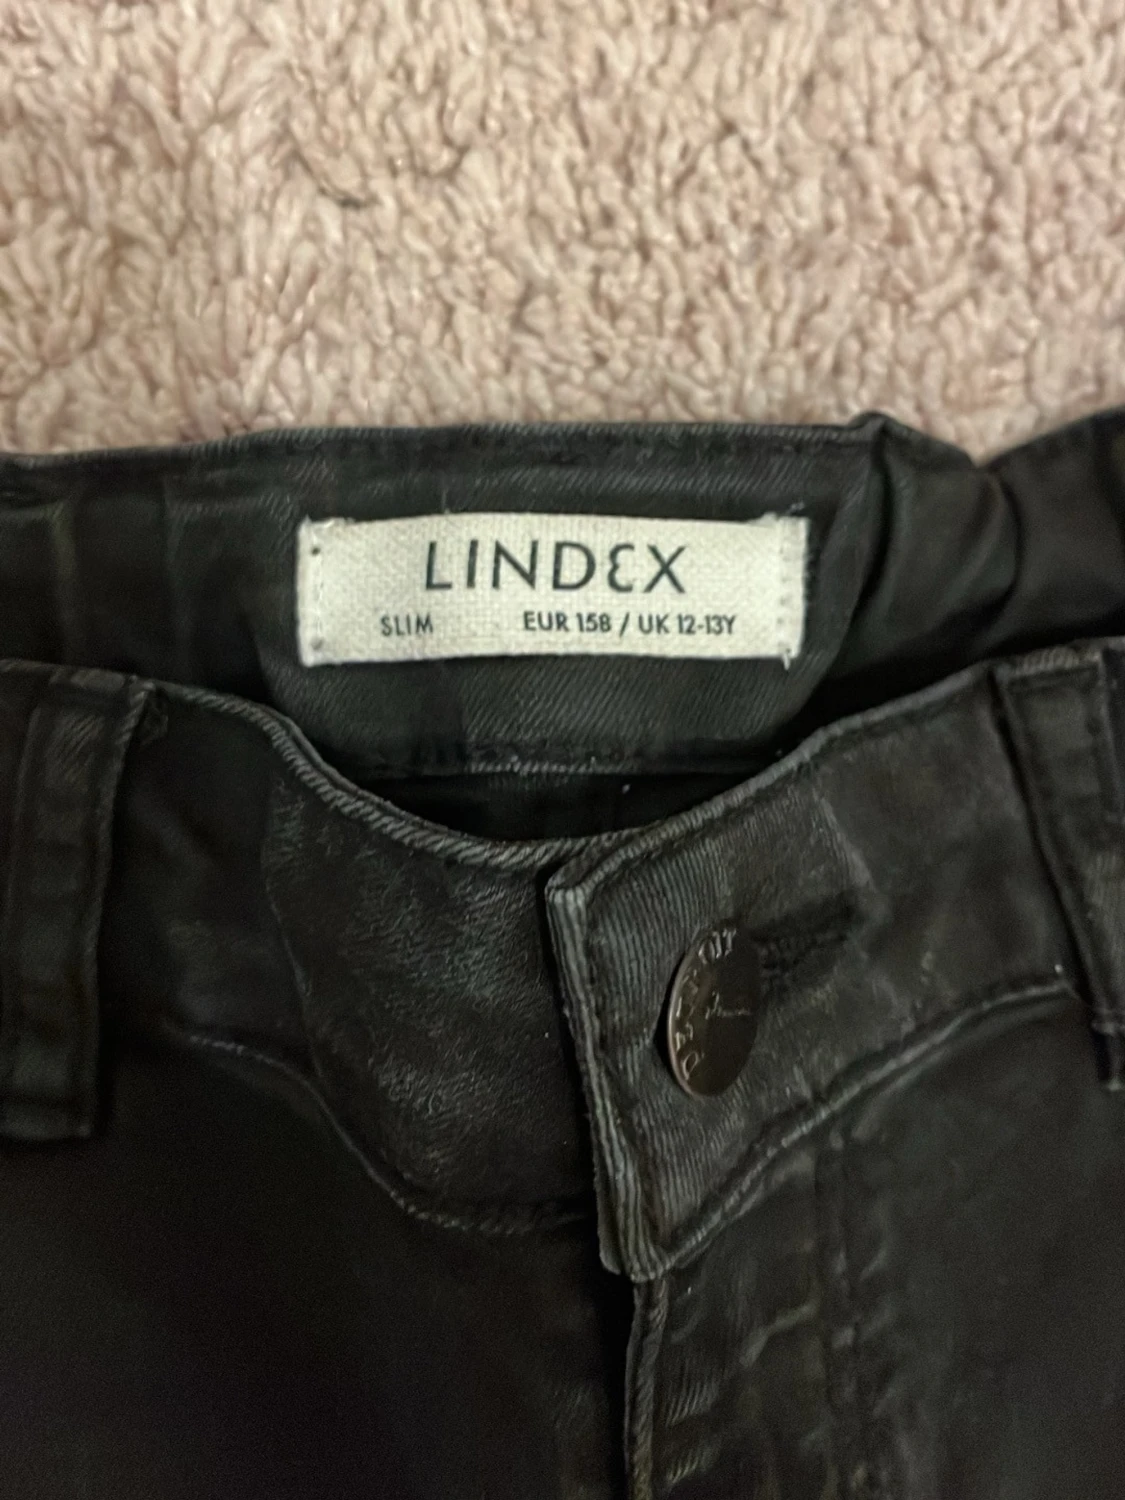 LINDEX
SLIM EUR 158 / UK 12-13Y